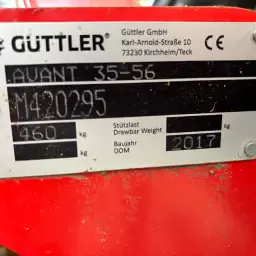 GÜTTLER®
Güttler GmbH
Karl-Arnold-Straße 10
73230 Kirchheim/Teck
CE
AVANT 35-56
M420295
460 kg
Stützlast
Drawbar Weight
kg
Baujahr
DOM
2017